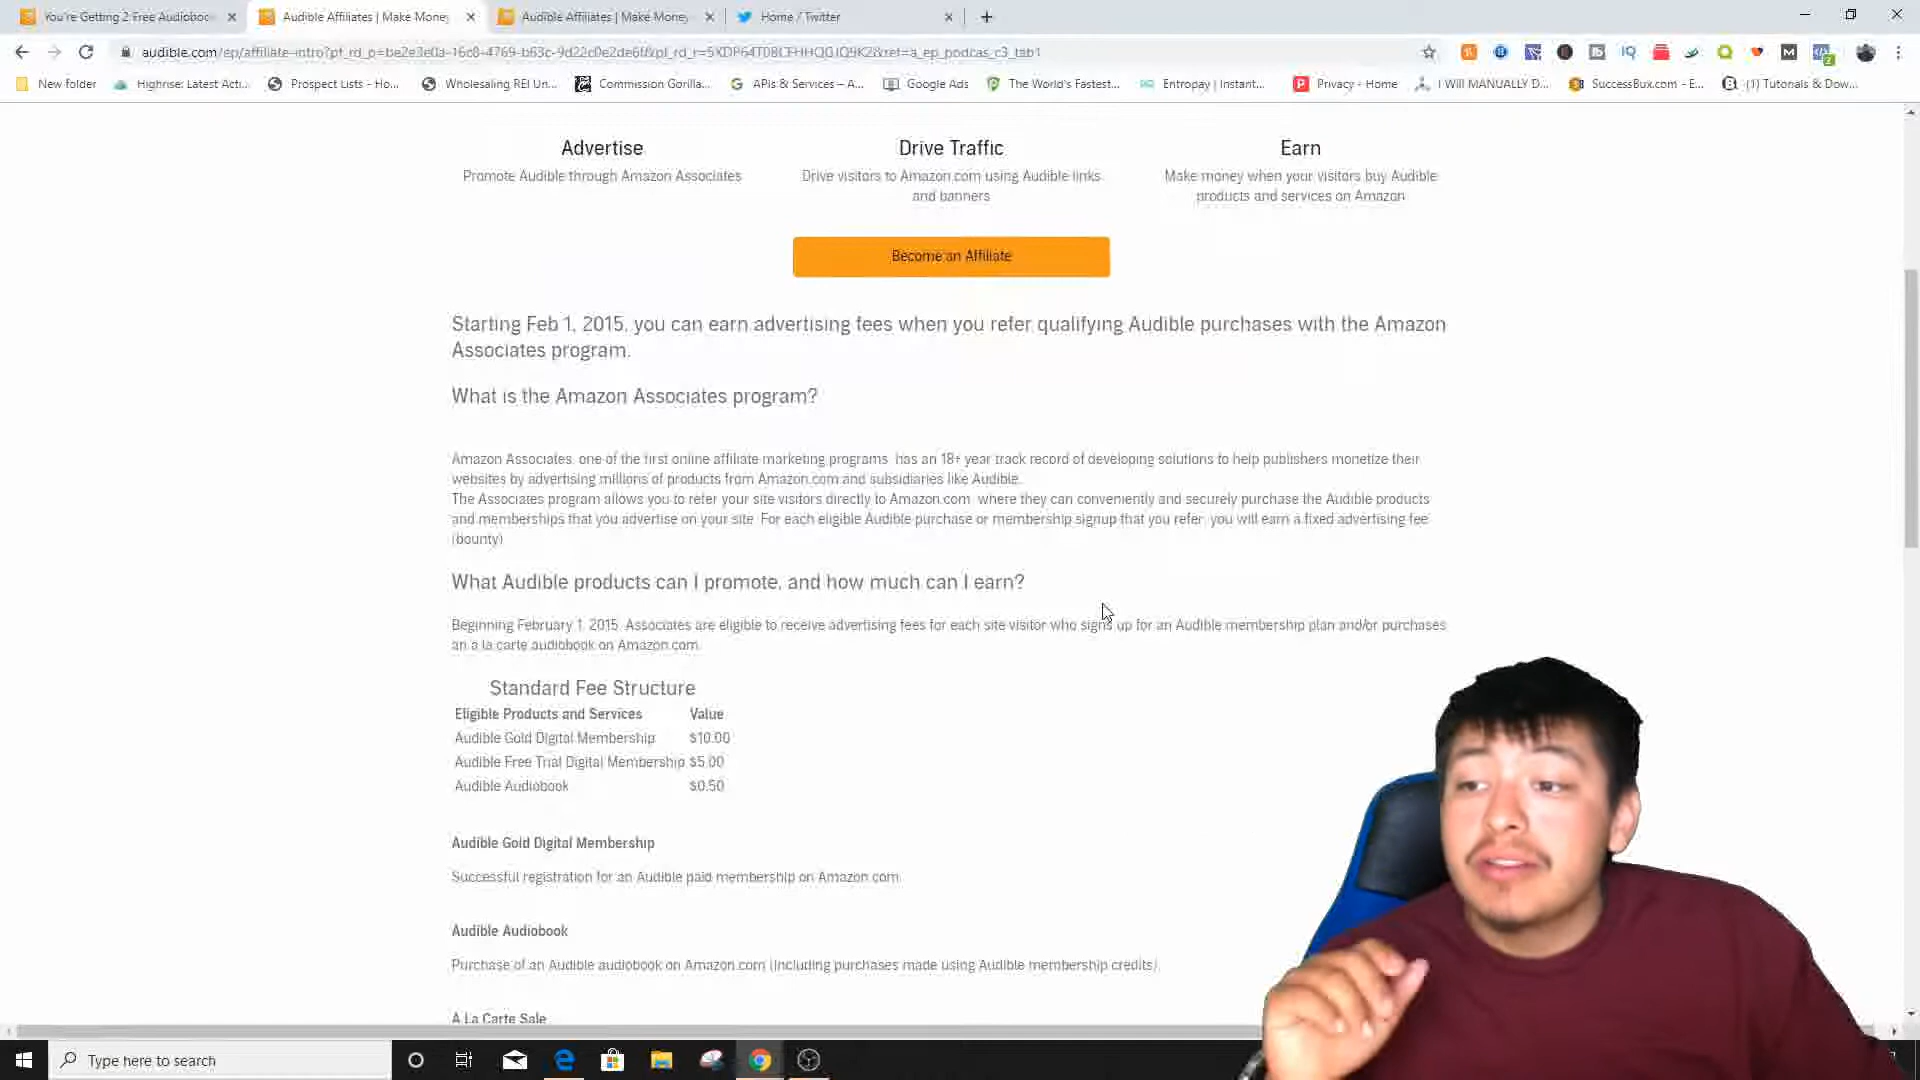 You're Getting 2 Free Audioboo
Audible Affiliates | Make Money
Audible Affiliates | Make Money
Home / Twitter
audible.com/ep/affiliate-intro?
New folder
Highrise: Latest Acti...
Prospect Lists - Ho...
Wholesaling REI Un...
Commission Gorilla...
APIs & Services – A...
Google Ads
The World's Fastest...
Entropay | Instant...
Privacy - Home
I WILL MANUALLY D...
SuccessBux.com - E...
(1) Tutorials & Dow...
Advertise
Promote Audible through Amazon Associates
Drive Traffic
Drive visitors to Amazon.com using Audible links
and banners
Earn
Make money when your visitors buy Audible
products and services on Amazon
Become an Affiliate
Starting Feb 1, 2015, you can earn advertising fees when you refer qualifying Audible purchases with the Amazon
Associates program.
What is the Amazon Associates program?
Amazon Associates, one of the first online affiliate marketing programs, has an 18+ year track record of developing solutions to help publishers monetize their
websites by advertising millions of products from Amazon.com and subsidiaries like Audible.
The Associates program allows you to refer your site visitors directly to Amazon.com, where they can conveniently and securely purchase the Audible products
and memberships that you advertise on your site. For each eligible Audible purchase or membership signup that you refer, you will earn a fixed advertising fee
(bounty).
What Audible products can I promote, and how much can I earn?
Beginning February 1, 2015, Associates are eligible to receive advertising fees for each site visitor who signs up for an Audible membership plan and/or purchases
an a la carte audiobook on Amazon.com.
Standard Fee Structure
Eligible Products and Services Value
Audible Gold Digital Membership $10.00
Audible Free Trial Digital Membership $5.00
Audible Audiobook $0.50
Audible Gold Digital Membership
Successful registration for an Audible paid membership on Amazon.com.
Audible Audiobook
Purchase of an Audible audiobook on Amazon.com (including purchases made using Audible membership credits).
A La Carte Sale
Type here to search